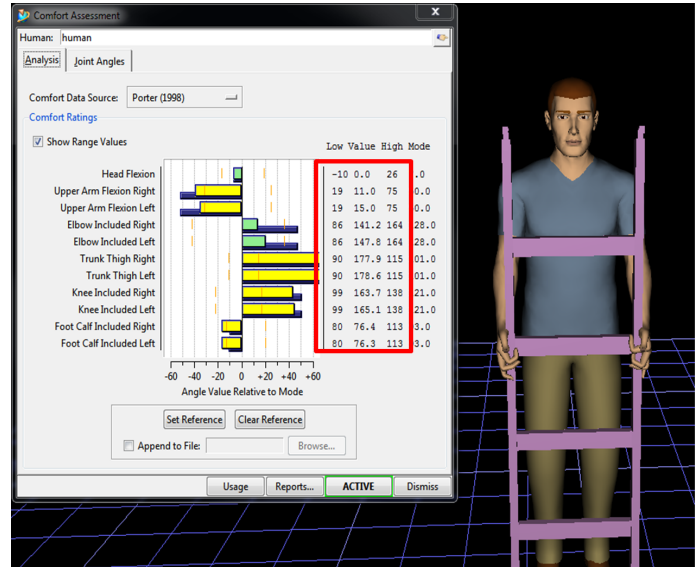 Comfort Assessment
X
Human: human
Analysis Joint Angles
Comfort Data Source: Porter (1998)
Comfort Ratings
Show Range Values
Low Value High Mode
Head Flexion -10 0.0 26 .0
Upper Arm Flexion Right 19 11.0 75 0.0
Upper Arm Flexion Left 19 15.0 75 0.0
Elbow Included Right 86 141.2 164 28.0
Elbow Included Left 86 147.8 164 28.0
Trunk Thigh Right 90 177.9 115 01.0
Trunk Thigh Left 90 178.6 115 01.0
Knee Included Right 99 163.7 138 21.0
Knee Included Left 99 165.1 138 21.0
Foot Calf Included Right 80 76.4 113 3.0
Foot Calf Included Left 80 76.3 113 3.0
-60 -40 -20 0 +20 +40 +60
Angle Value Relative to Mode
Set Reference Clear Reference
Append to File: Browse...
Usage Reports... ACTIVE Dismiss